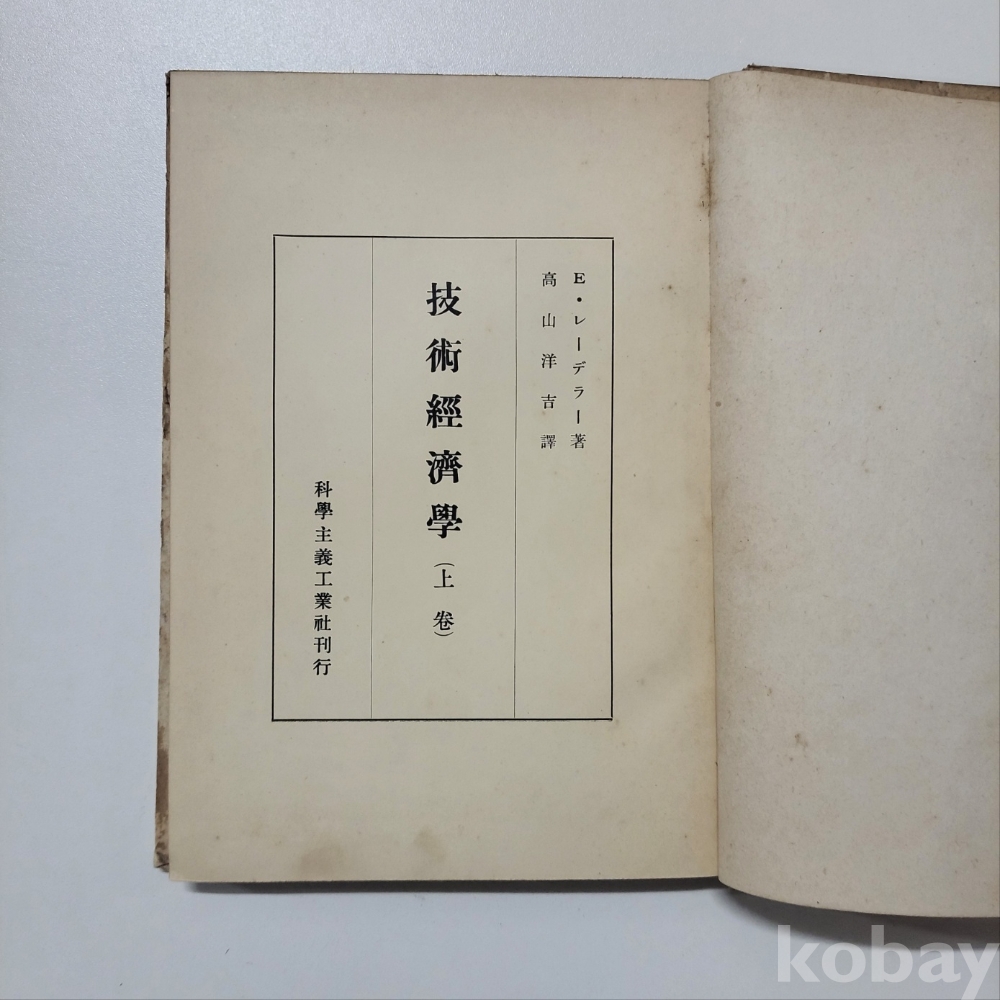 E・レーデラー著
高山洋吉譯
技術經濟學(上卷)
科學主義工業社刊行
kobay